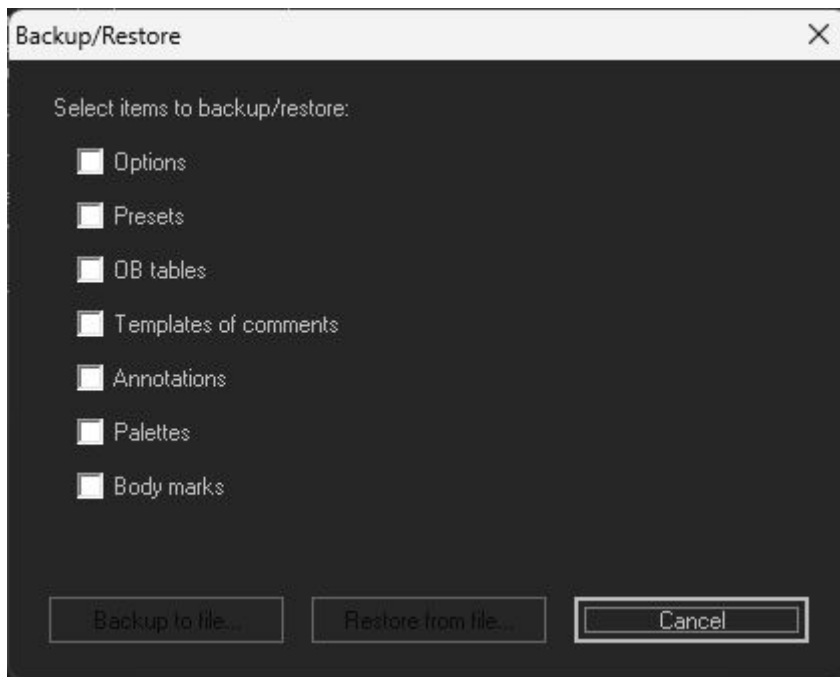 Backup/Restore
Select items to backup/restore:
Options
Presets
OB tables
Templates of comments
Annotations
Palettes
Body marks
Backup to file... Restore from file... Cancel